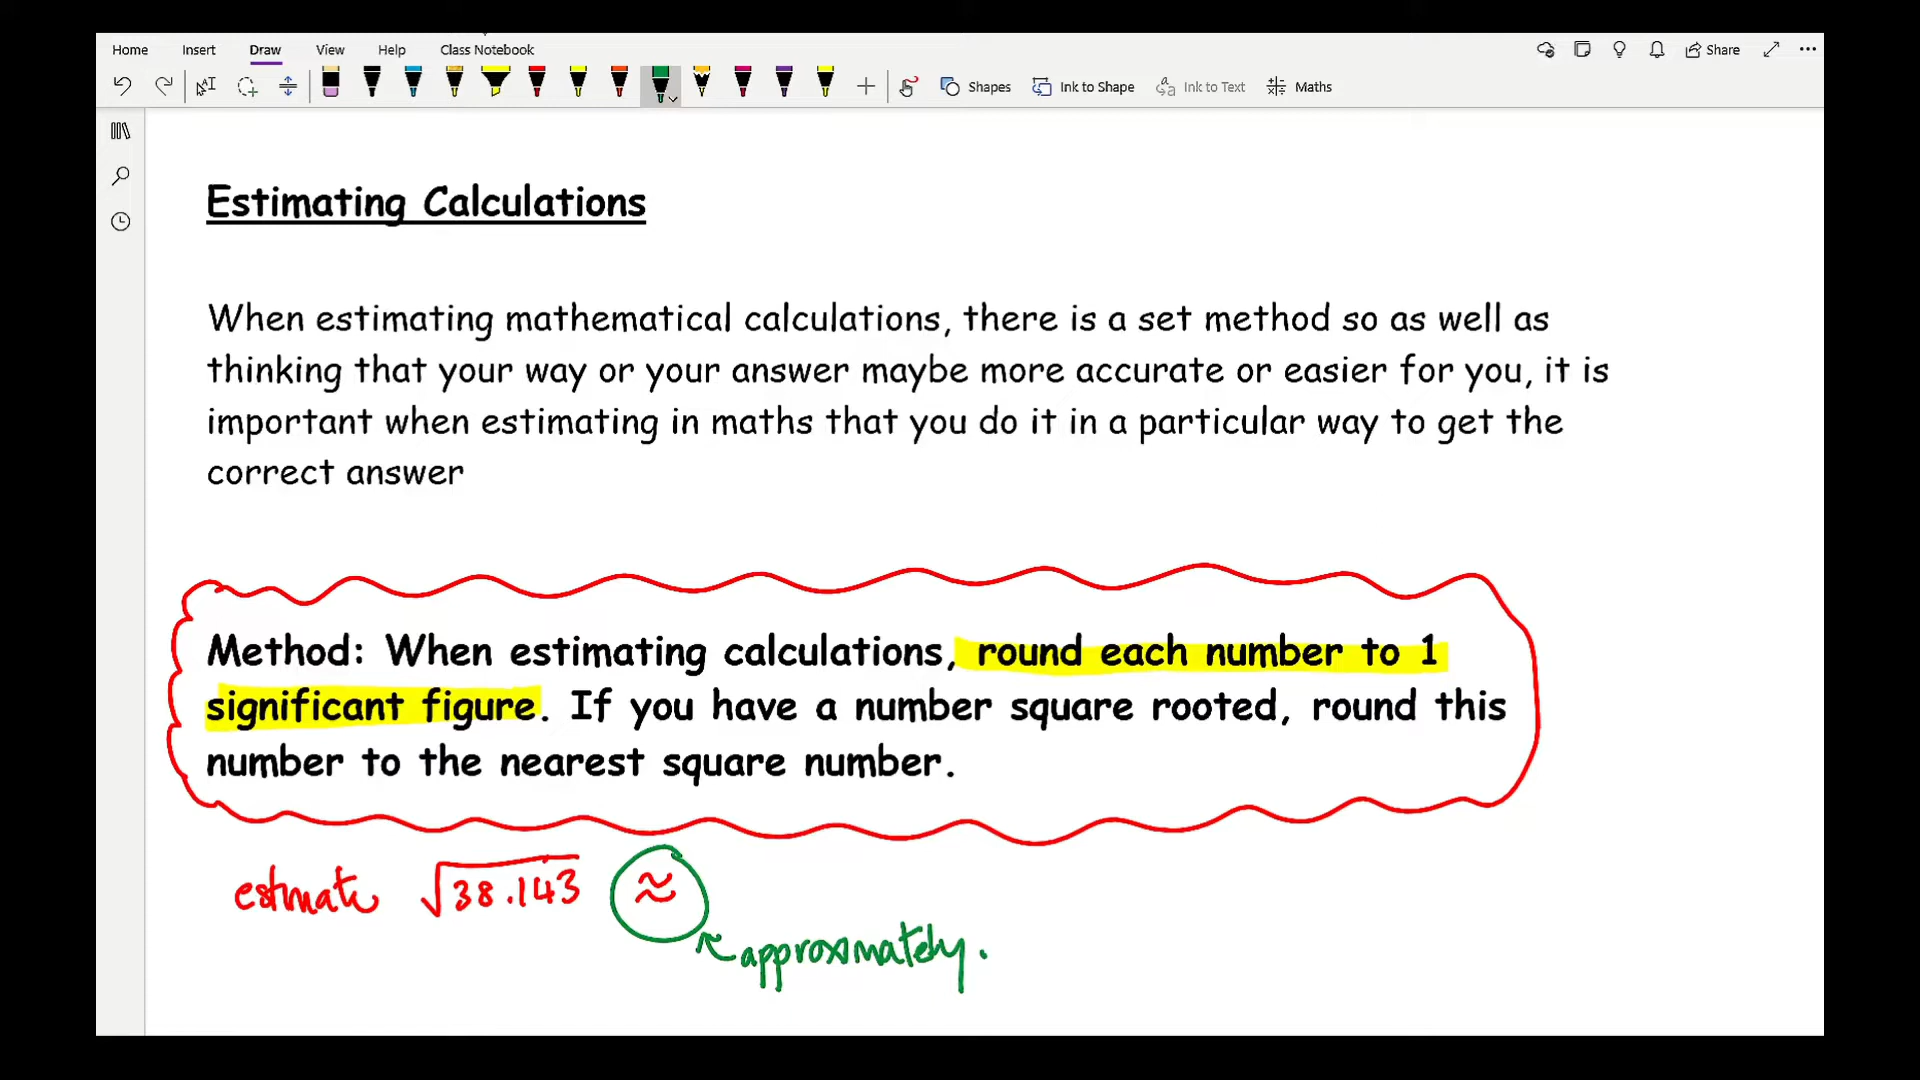 Home Insert Draw View Help Class Notebook Share
Shapes Ink to Shape Ink to Text Maths
Estimating Calculations
When estimating mathematical calculations, there is a set method so as well as
thinking that your way or your answer maybe more accurate or easier for you, it is
important when estimating in maths that you do it in a particular way to get the
correct answer
Method: When estimating calculations, round each number to 1
significant figure. If you have a number square rooted, round this
number to the nearest square number.
estimate √38.143 ≈
approximately.